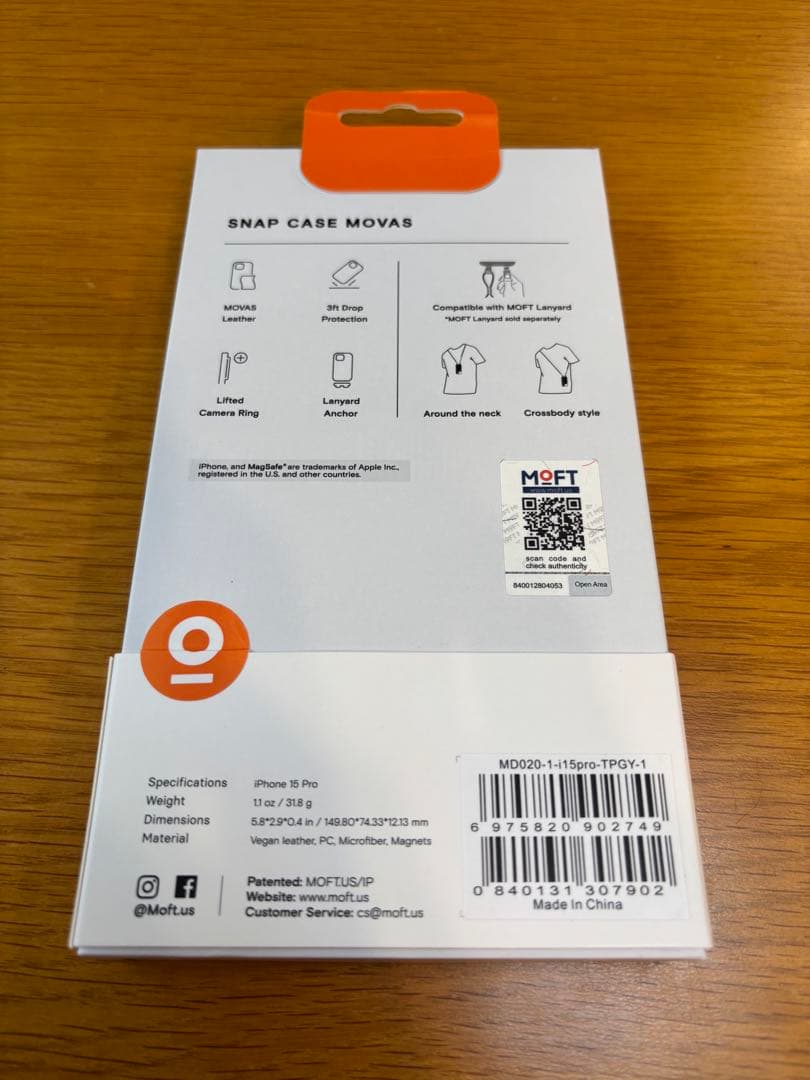 SNAP CASE MOVAS
MOVAS
Leather
3ft Drop
Protection
Lifted
Camera Ring
Lanyard
Anchor
Compatible with MOFT Lanyard
*MOFT Lanyard sold separately
Around the neck
Crossbody style
iPhone, and MagSafe® are trademarks of Apple Inc.,
registered in the U.S. and other countries.
MOFT
www.moft.us
scan code and
check authenticity
840012804053
Open Area
Specifications iPhone 15 Pro
Weight 1.1 oz / 31.8 g
Dimensions 5.8*2.9*0.4 in / 149.80*74.33*12.13 mm
Material Vegan leather, PC, Microfiber, Magnets
@Moft.us
Patented: MOFT.US/IP
Website: www.moft.us
Customer Service: cs@moft.us
MD020-1-i15pro-TPGY-1
6 975820 902749
0 840131 307902
Made In China